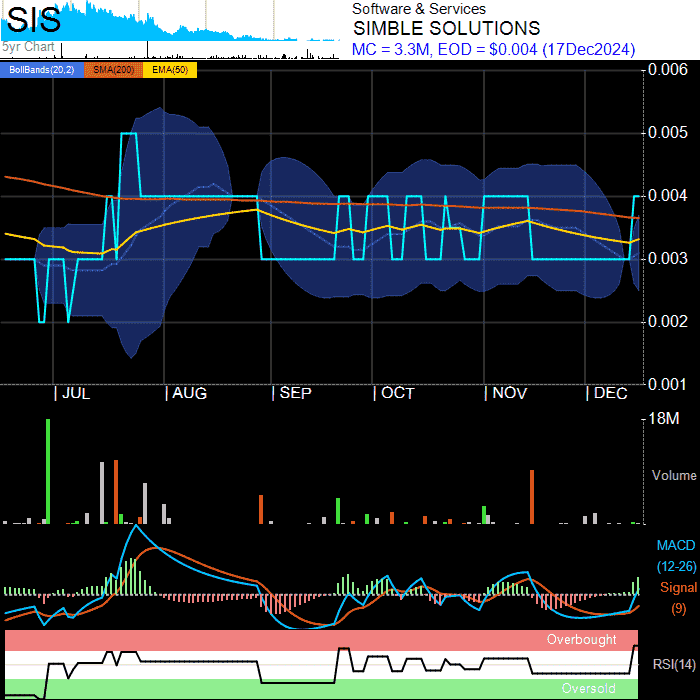 SIS
5yr Chart
Software & Services
SIMBLE SOLUTIONS
MC = 3.3M, EOD = $0.004 (17Dec2024)
BollBands(20,2) SMA(200) EMA(50)
0.006
0.005
0.004
0.003
0.002
0.001
| JUL | AUG | SEP | OCT | NOV | DEC
18M
Volume
MACD
(12-26)
Signal
(9)
Overbought
RSI(14)
Oversold